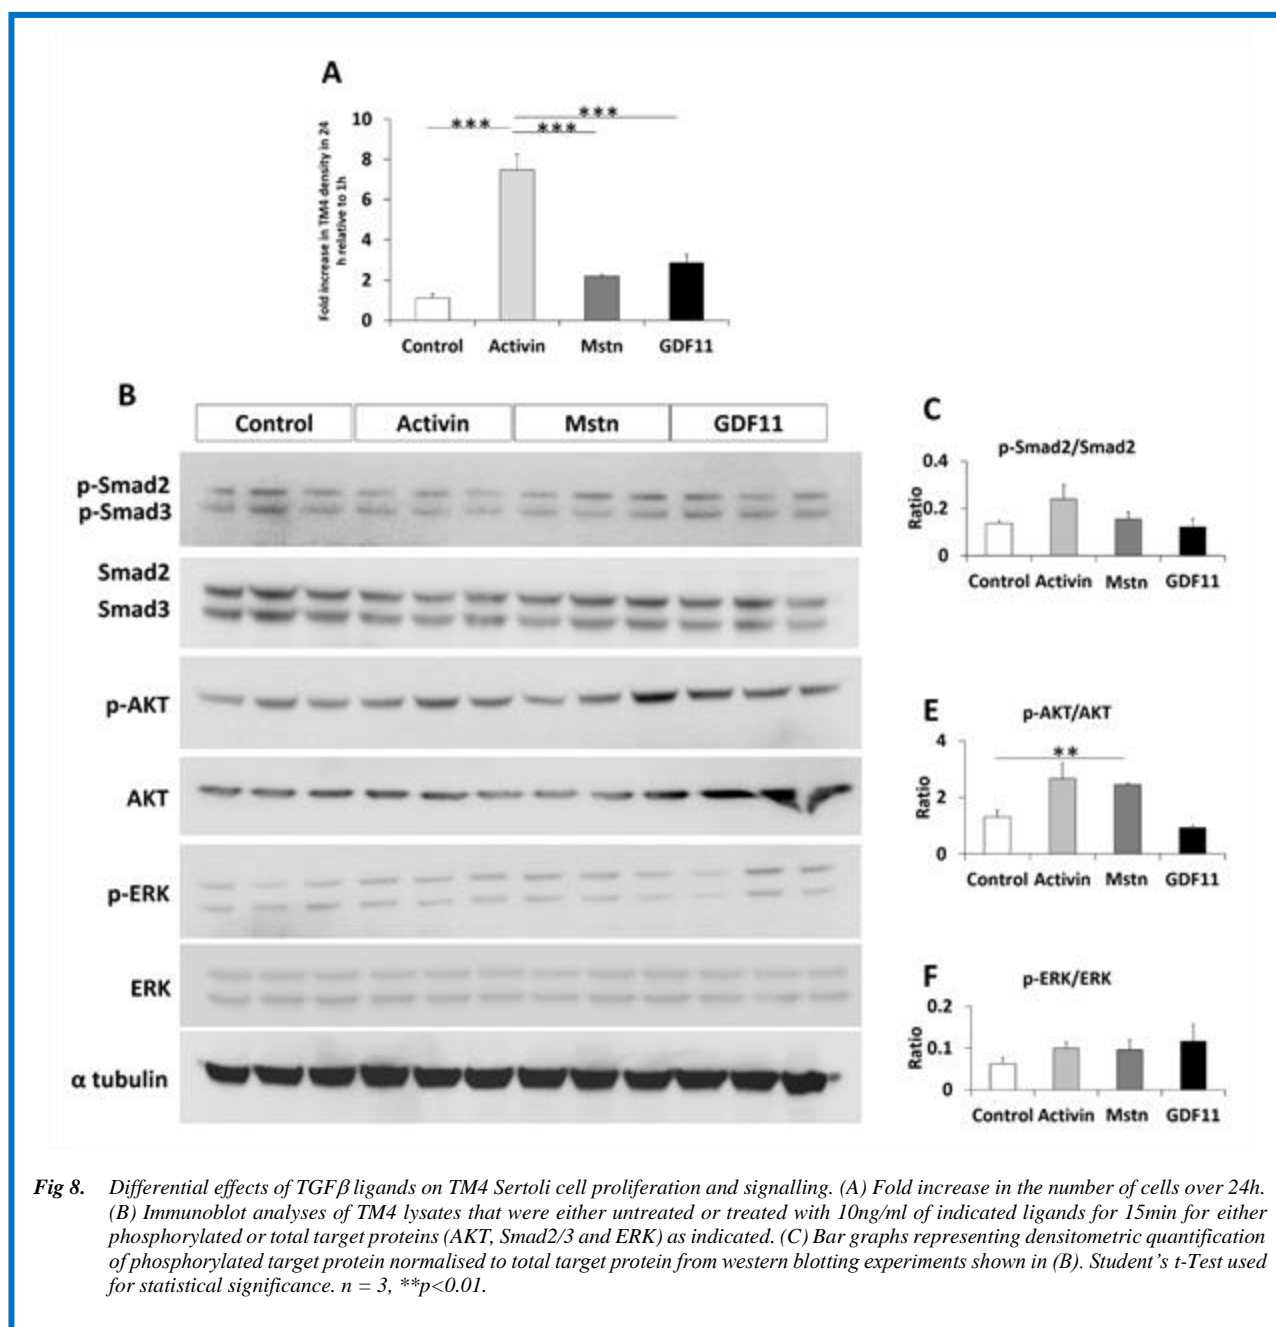 A
***
***
***
Fold increase in TM4 density in 24
h relative to 1h
10
8
6
4
2
0
Control Activin Mstn GDF11
B
Control Activin Mstn GDF11
p-Smad2
p-Smad3
Smad2
Smad3
p-AKT
AKT
p-ERK
ERK
α tubulin
C
p-Smad2/Smad2
Ratio
0.4
0.2
0
Control Activin Mstn GDF11
E
p-AKT/AKT
**
Ratio
4
2
0
Control Activin Mstn GDF11
F
p-ERK/ERK
Ratio
0.2
0.1
0
Control Activin Mstn GDF11
Fig 8. Differential effects of TGFβ ligands on TM4 Sertoli cell proliferation and signalling. (A) Fold increase in the number of cells over 24h.
(B) Immunoblot analyses of TM4 lysates that were either untreated or treated with 10ng/ml of indicated ligands for 15min for either
phosphorylated or total target proteins (AKT, Smad2/3 and ERK) as indicated. (C) Bar graphs representing densitometric quantification
of phosphorylated target protein normalised to total target protein from western blotting experiments shown in (B). Student's t-Test used
for statistical significance. n = 3, **p<0.01.